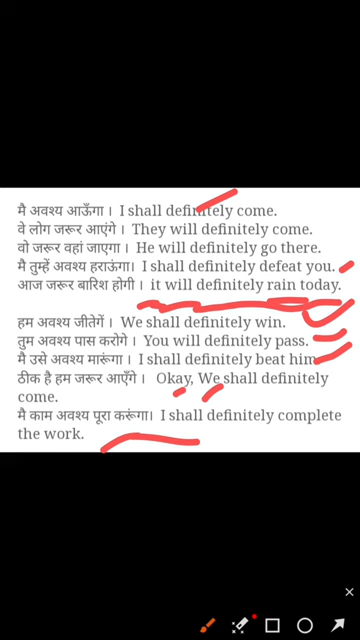 मै अवश्य आऊँगा । I shall definitely come.
वे लोग जरूर आएंगे । They will definitely come.
वो जरूर वहां जाएगा । He will definitely go there.
मै तुम्हें अवश्य हराऊंगा। I shall definitely defeat you.
आज जरूर बारिश होगी । it will definitely rain today.
हम अवश्य जीतेगें । We shall definitely win.
तुम अवश्य पास करोगे । You will definitely pass.
मै उसे अवश्य मारूंगा । I shall definitely beat him.
ठीक है हम जरूर आएँगे । Okay, We shall definitely
come.
मै काम अवश्य पूरा करूंगा। I shall definitely complete
the work.